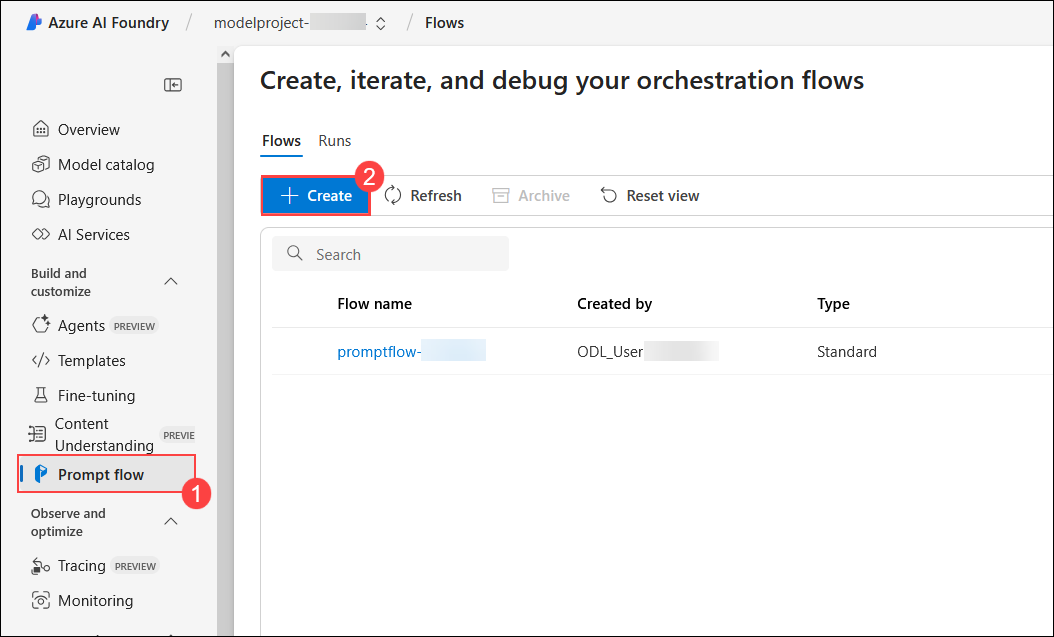 Azure AI Foundry / modelproject- / Flows
Create, iterate, and debug your orchestration flows
Overview
Model catalog
Playgrounds
AI Services
Build and
customize
Agents PREVIEW
Templates
Fine-tuning
Content
Understanding PREVIE
Prompt flow
1
Observe and
optimize
Tracing PREVIEW
Monitoring
Flows Runs
2
Create Refresh Archive Reset view
Search
Flow name Created by Type
promptflow- ODL_User Standard